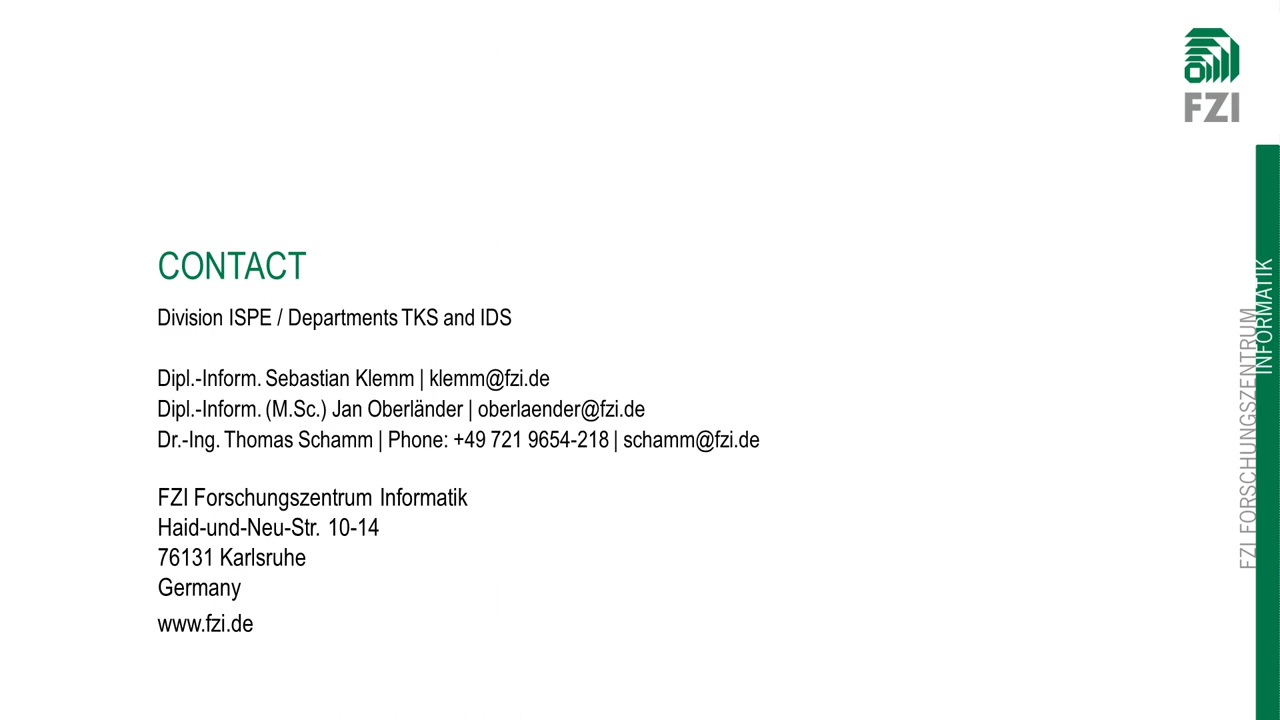 FZI
CONTACT
Division ISPE / Departments TKS and IDS
Dipl.-Inform. Sebastian Klemm | klemm@fzi.de
Dipl.-Inform. (M.Sc.) Jan Oberländer | oberlaender@fzi.de
Dr.-Ing. Thomas Schamm | Phone: +49 721 9654-218 | schamm@fzi.de
FZI Forschungszentrum Informatik
Haid-und-Neu-Str. 10-14
76131 Karlsruhe
Germany
www.fzi.de
FZI FORSCHUNGSZENTRUM
INFORMATIK